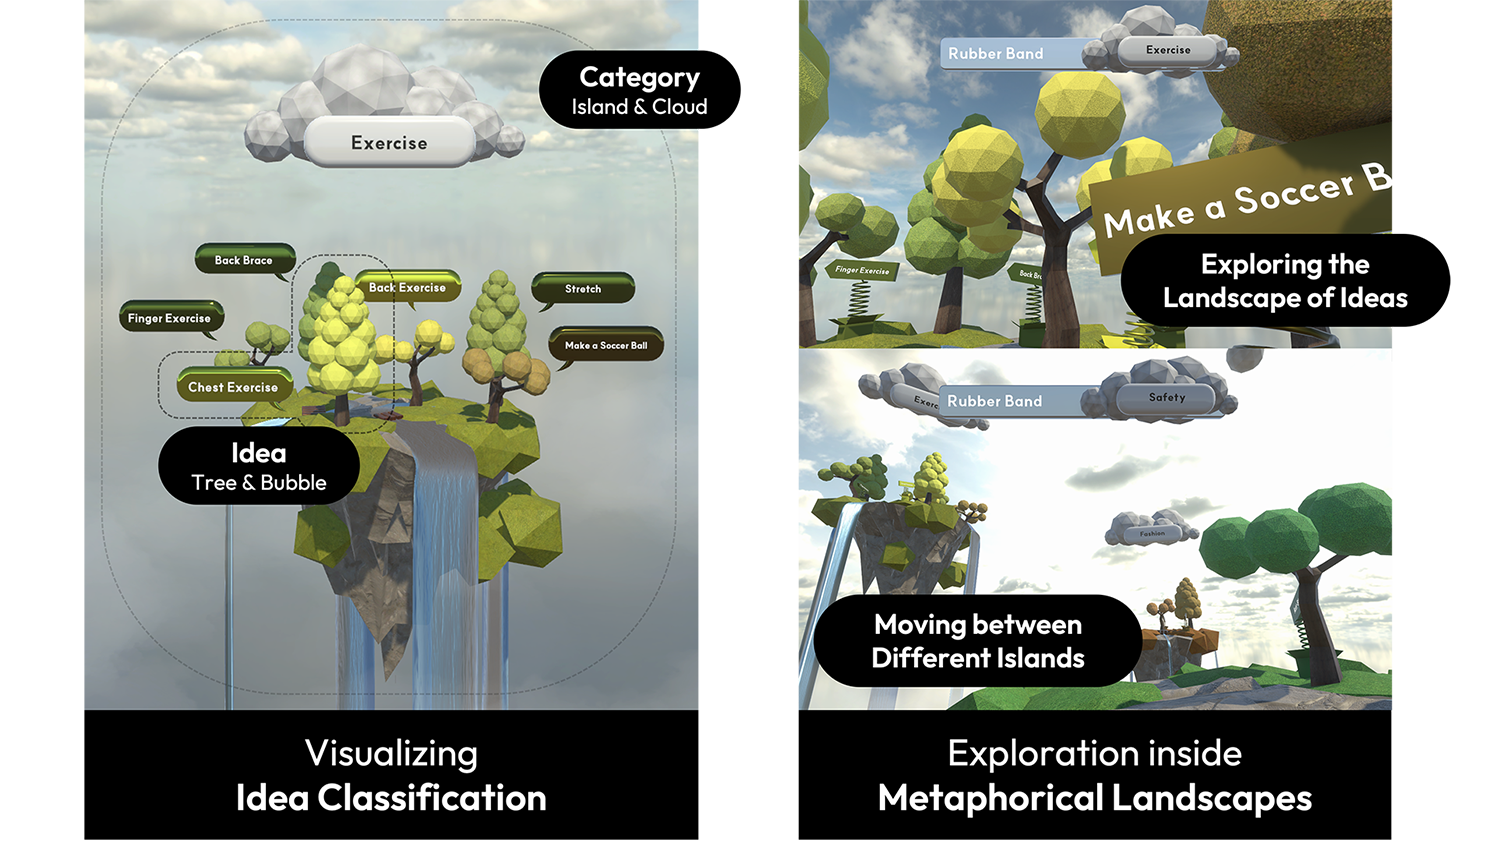 Category
Island & Cloud
Exercise
Back Brace
Back Exercise
Stretch
Finger Exercise
Make a Soccer Ball
Chest Exercise
Idea
Tree & Bubble
Visualizing
Idea Classification
Rubber Band
Exercise
Make a Soccer B
Finger Exercise
Back Br
Exploring the
Landscape of Ideas
Exerc
Rubber Band
Safety
Fashion
Moving between
Different Islands
Exploration inside
Metaphorical Landscapes